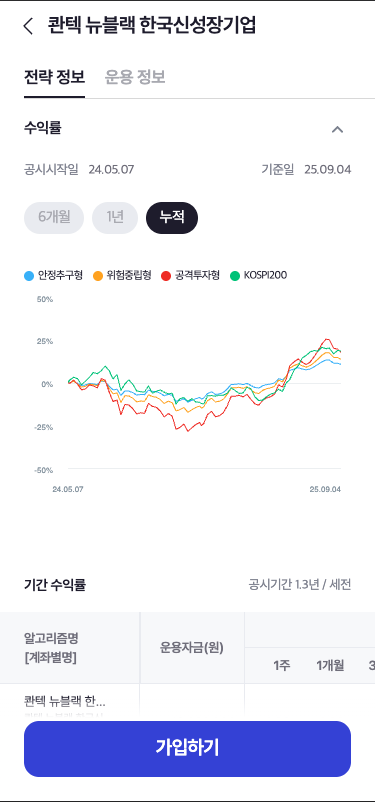 콴텍 뉴블랙 한국신성장기업
전략 정보 운용 정보
수익률
공시시작일 24.05.07 기준일 25.09.04
6개월 1년 누적
안정추구형 위험중립형 공격투자형 KOSPI200
50%
25%
0%
-25%
-50%
24.05.07 25.09.04
기간 수익률 공시기간 1.3년 / 세전
알고리즘명
[계좌별명]
운용자금(원)
1주 1개월 3
콴텍 뉴블랙 한...
가입하기